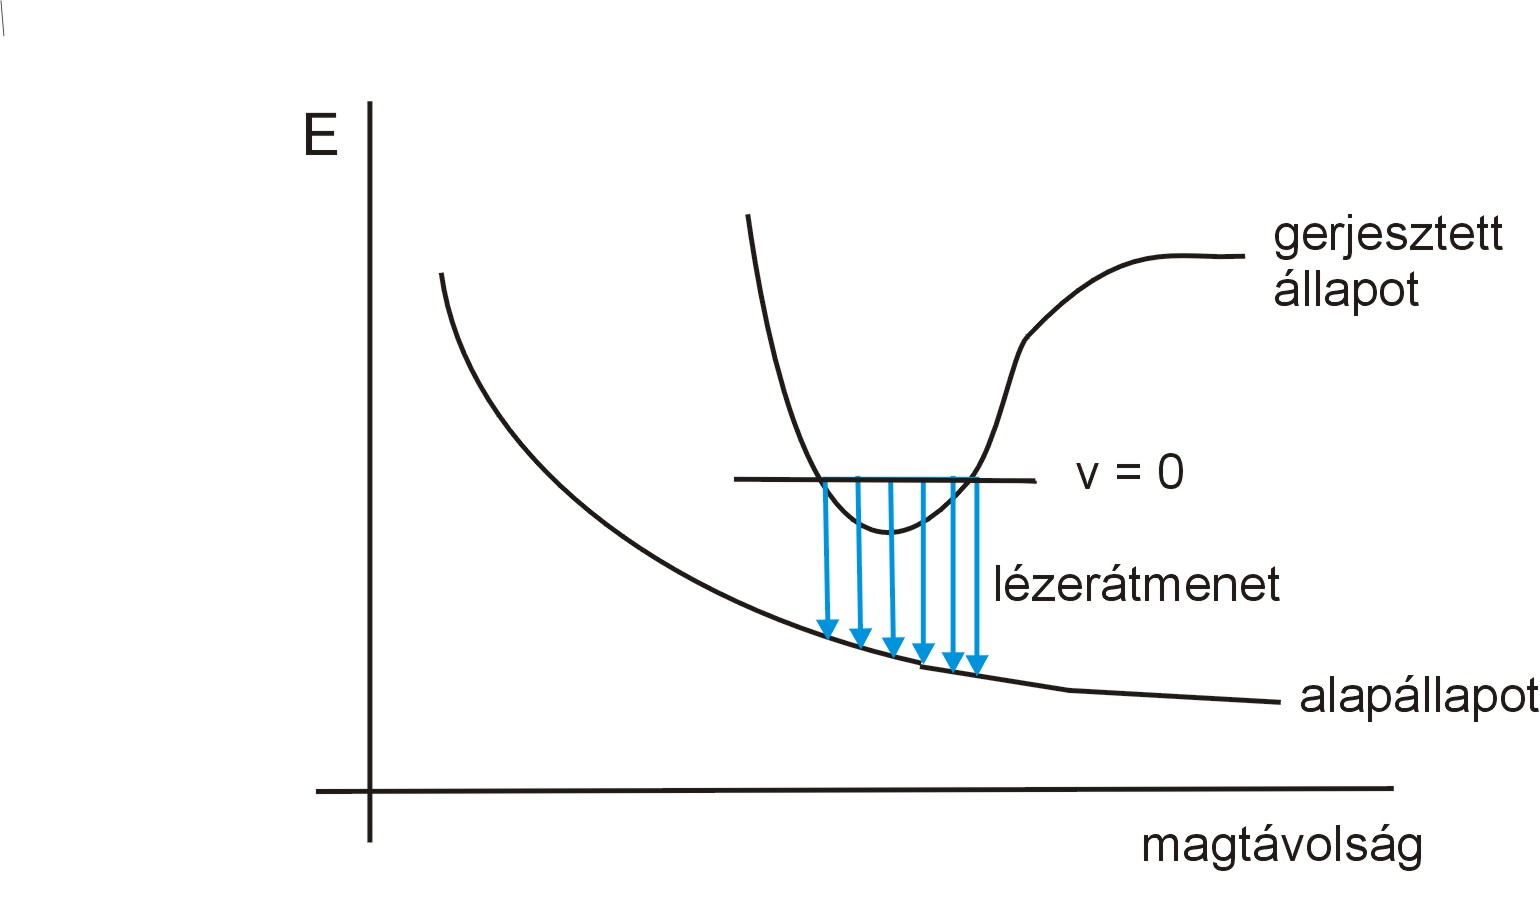 E
gerjesztett
állapot
v = 0
lézerátmenet
alapállapot
magtávolság